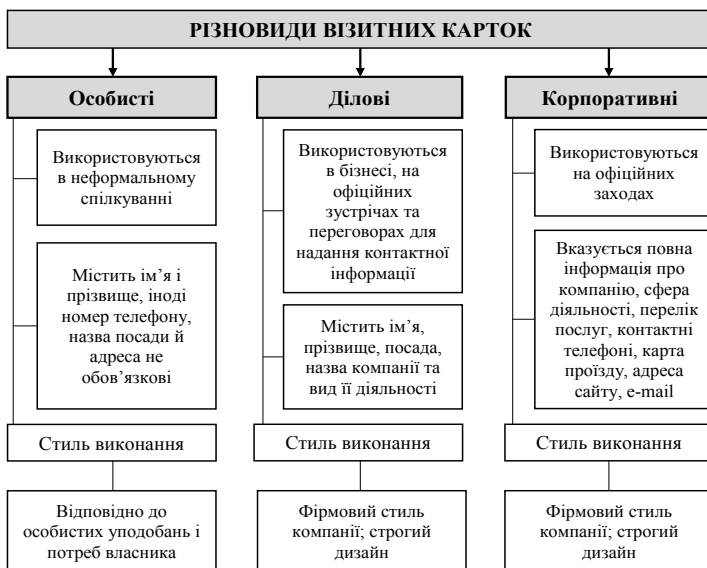 РІЗНОВИДИ ВІЗИТНИХ КАРТОК
Особисті
Використовуються
в неформальному
спілкуванні
Містить ім’я і
прізвище, іноді
номер телефону,
назва посади й
адреса не
обов’язкові
Стиль виконання
Відповідно до
особистих уподобань і
потреб власника
Ділові
Використовуються
в бізнесі, на
офіційних
зустрічах та
переговорах для
надання контактної
інформації
Містить ім’я,
прізвище, посада,
назва компанії та
вид її діяльності
Стиль виконання
Фірмовий стиль
компанії; строгий
дизайн
Корпоративні
Використовуються
на офіційних
заходах
Вказується повна
інформація про
компанію, сфера
діяльності, перелік
послуг, контактні
телефоні, карта
проїзду, адреса
сайту, e-mail
Стиль виконання
Фірмовий стиль
компанії; строгий
дизайн